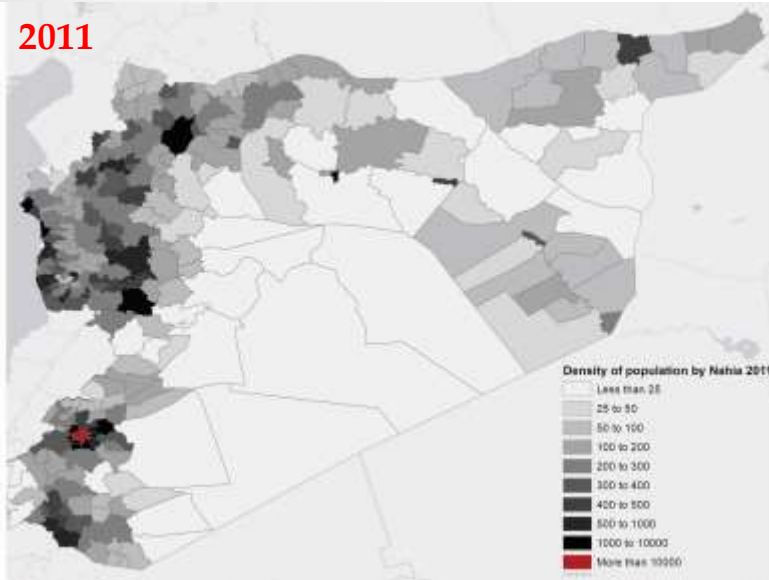 2011
Density of population by Nahia 2011
Less than 25
25 to 50
50 to 100
100 to 200
200 to 300
300 to 400
400 to 500
500 to 1000
1000 to 10000
More than 10000